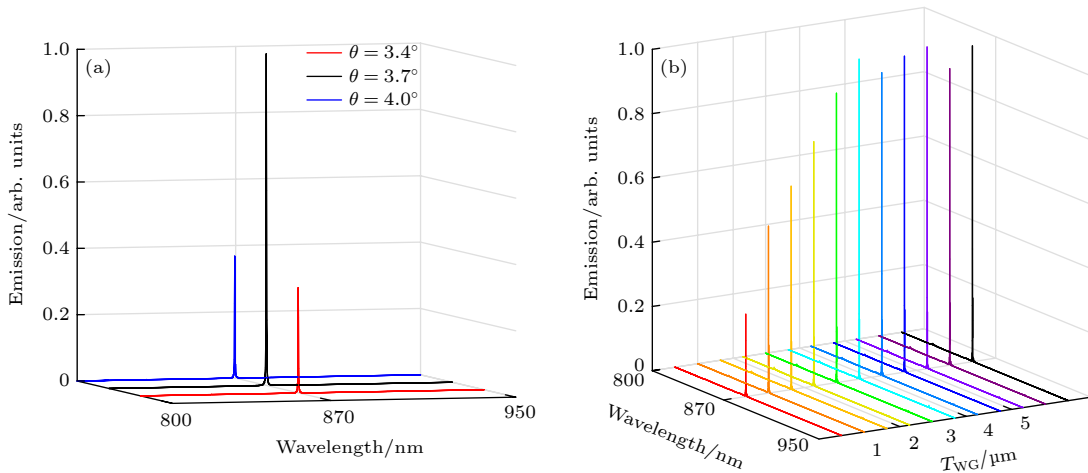 (a)
θ = 3.4°
θ = 3.7°
θ = 4.0°
1.0
0.8
0.6
0.4
0.2
0
Emission/arb. units
800
870
950
Wavelength/nm
(b)
1.0
0.8
0.6
0.4
0.2
0
Emission/arb. units
800
870
950
Wavelength/nm
1
2
3
4
5
T_WG/µm